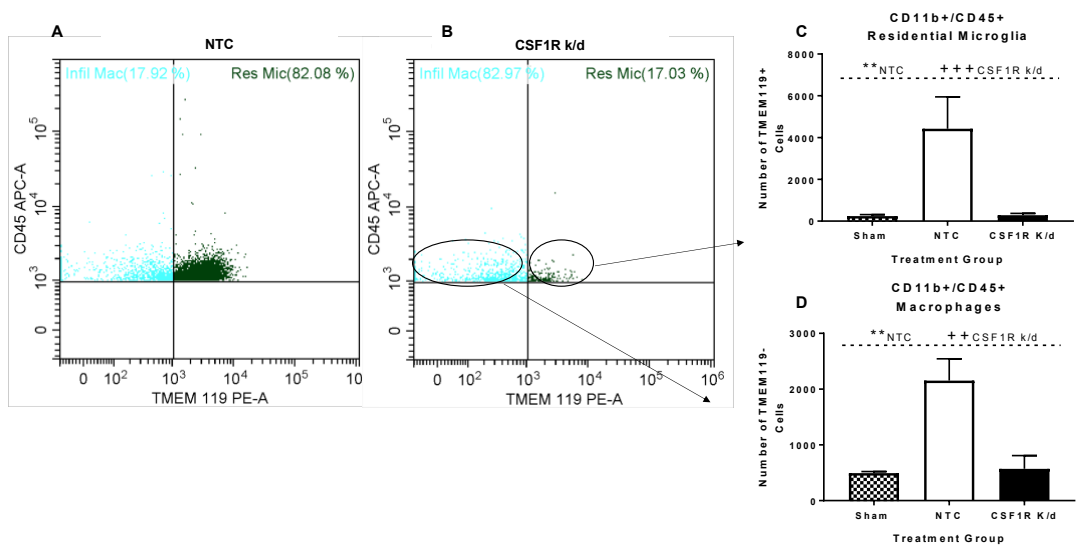 A
NTC
Infil Mac(17.92 %)
Res Mic(82.08 %)
CD45 APC-A
10^5
10^4
10^3
0
0
10^2
10^3
10^4
10^5
10
TMEM 119 PE-A
B
CSF1R k/d
Infil Mac(82.97 %)
Res Mic(17.03 %)
CD45 APC-A
10^5
10^4
10^3
0
0
10^2
10^3
10^4
10^5
10^6
TMEM 119 PE-A
C
CD11b+/CD45+
Residential Microglia
**NTC
+++CSF1R k/d
Number of TMEM119+
Cells
8000
6000
4000
2000
0
Sham
NTC
CSF1R K/d
Treatment Group
D
CD11b+/CD45+
Macrophages
**NTC
++CSF1R k/d
Number of TMEM119-
Cells
3000
2000
1000
0
Sham
NTC
CSF1R K/d
Treatment Group